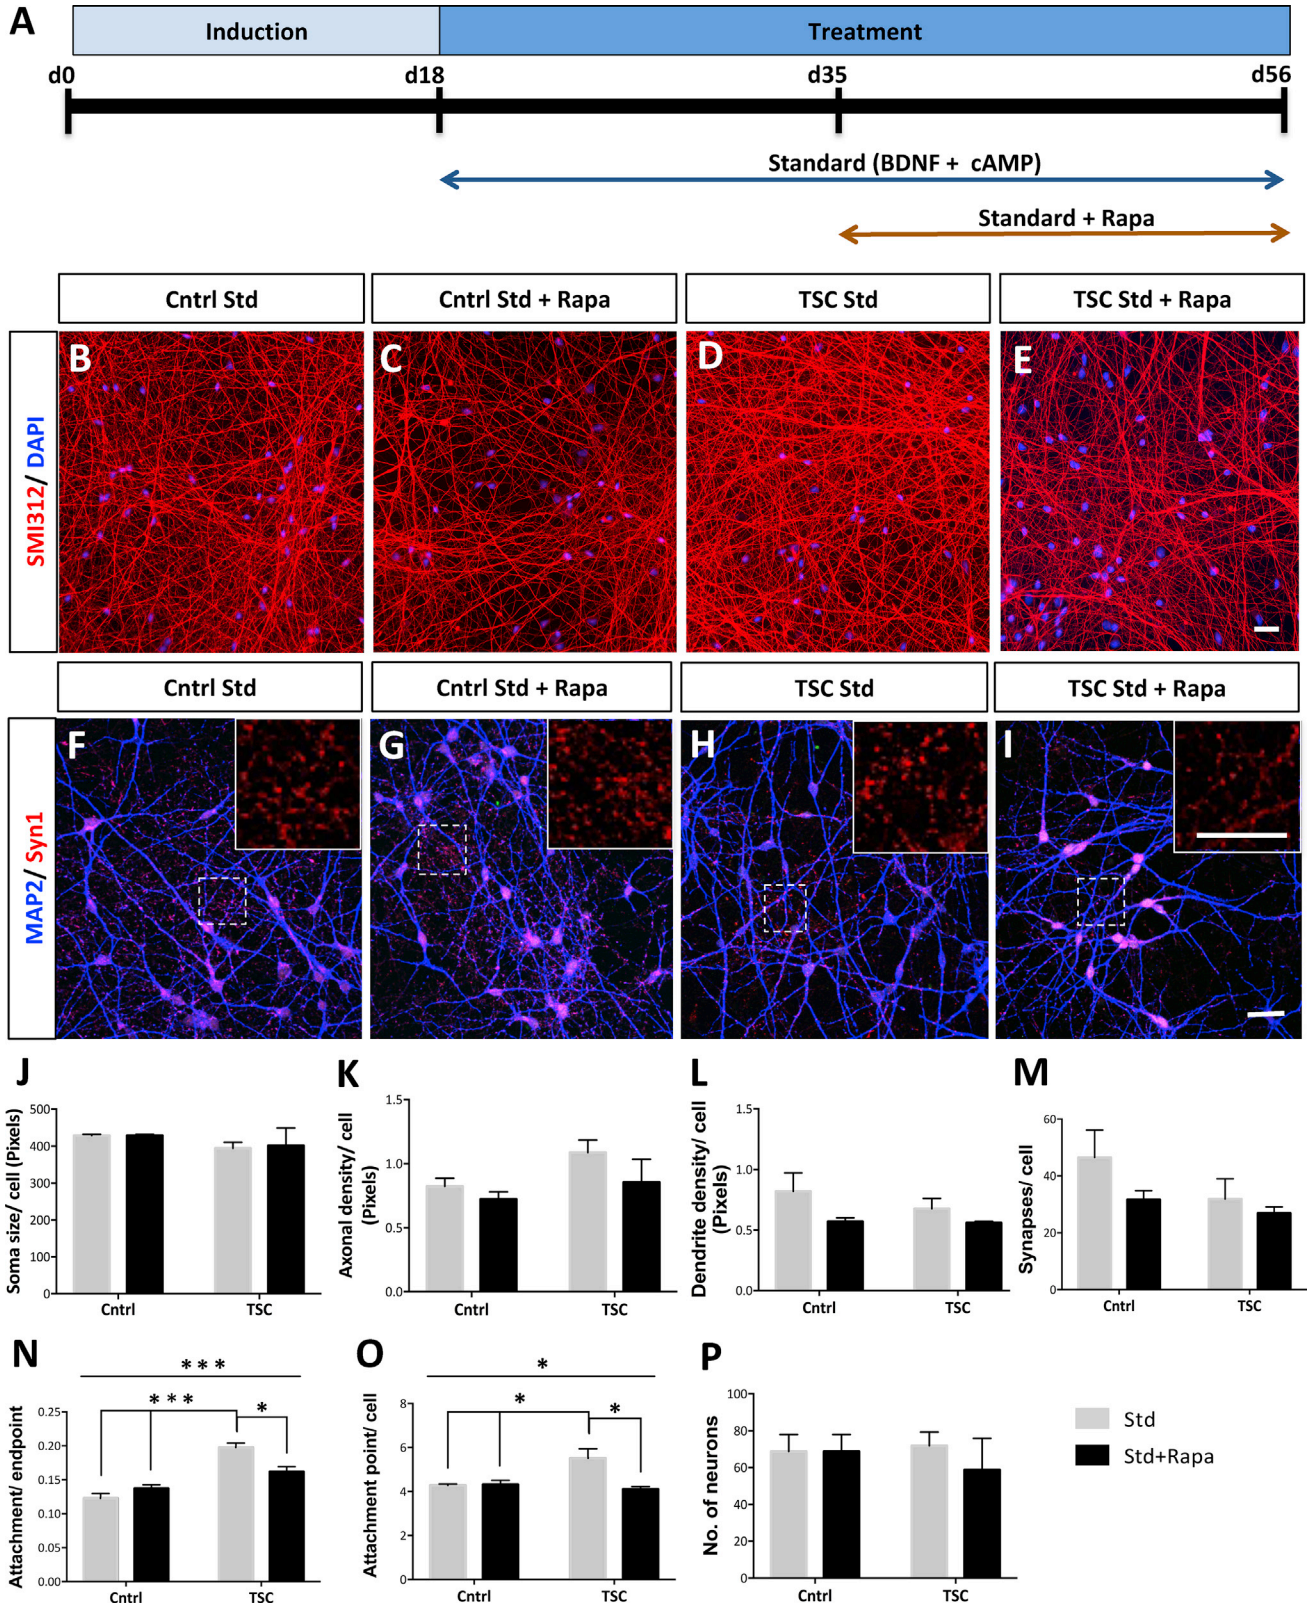 A
Induction Treatment
d0 d18 d35 d56
Standard (BDNF + cAMP)
Standard + Rapa
Cntrl Std Cntrl Std + Rapa TSC Std TSC Std + Rapa
SMI312/ DAPI
B C D E
Cntrl Std Cntrl Std + Rapa TSC Std TSC Std + Rapa
MAP2/ Syn1
F G H I
J
Soma size/ cell (Pixels)
500
400
300
200
100
0
Cntrl TSC
K
Axonal density/ cell
(Pixels)
1.5
1.0
0.5
0.0
Cntrl TSC
L
Dendrite density/ cell
(Pixels)
1.5
1.0
0.5
0.0
Cntrl TSC
M
Synapses/ cell
60
40
20
0
Cntrl TSC
N
Attachment/ endpoint
***
*** *
0.25
0.20
0.15
0.10
0.05
0.00
Cntrl TSC
O
Attachment point/ cell
*
* *
8
6
4
2
0
Cntrl TSC
P
No. of neurons
100
80
60
40
20
0
Cntrl TSC
Std
Std+Rapa